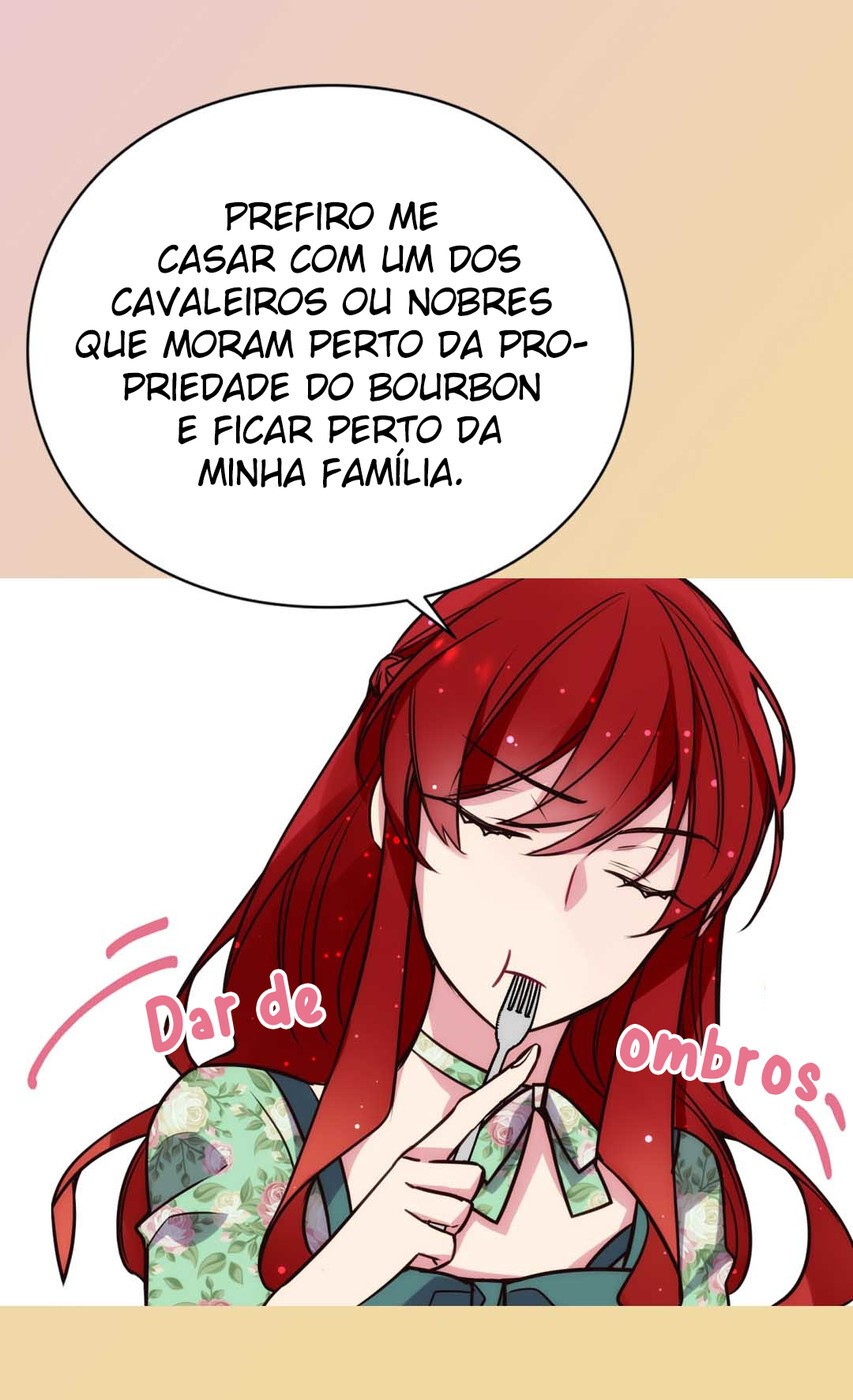 PREFIRO ME
CASAR COM UM DOS
CAVALEIROS OU NOBRES
QUE MORAM PERTO DA PRO-
PRIEDADE DO BOURBON
E FICAR PERTO DA
MINHA FAMÍLIA.
Dar de
ombros